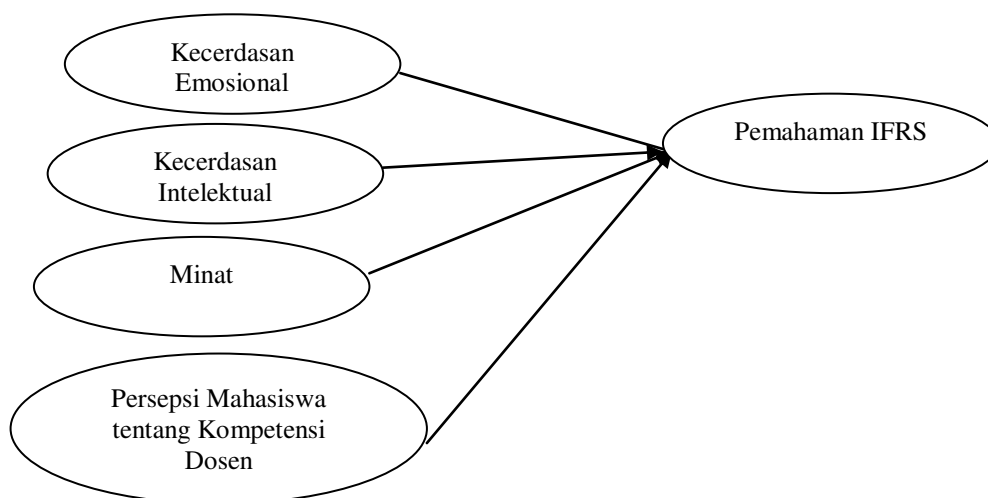 Kecerdasan
Emosional
Kecerdasan
Intelektual
Minat
Persepsi Mahasiswa
tentang Kompetensi
Dosen
Pemahaman IFRS